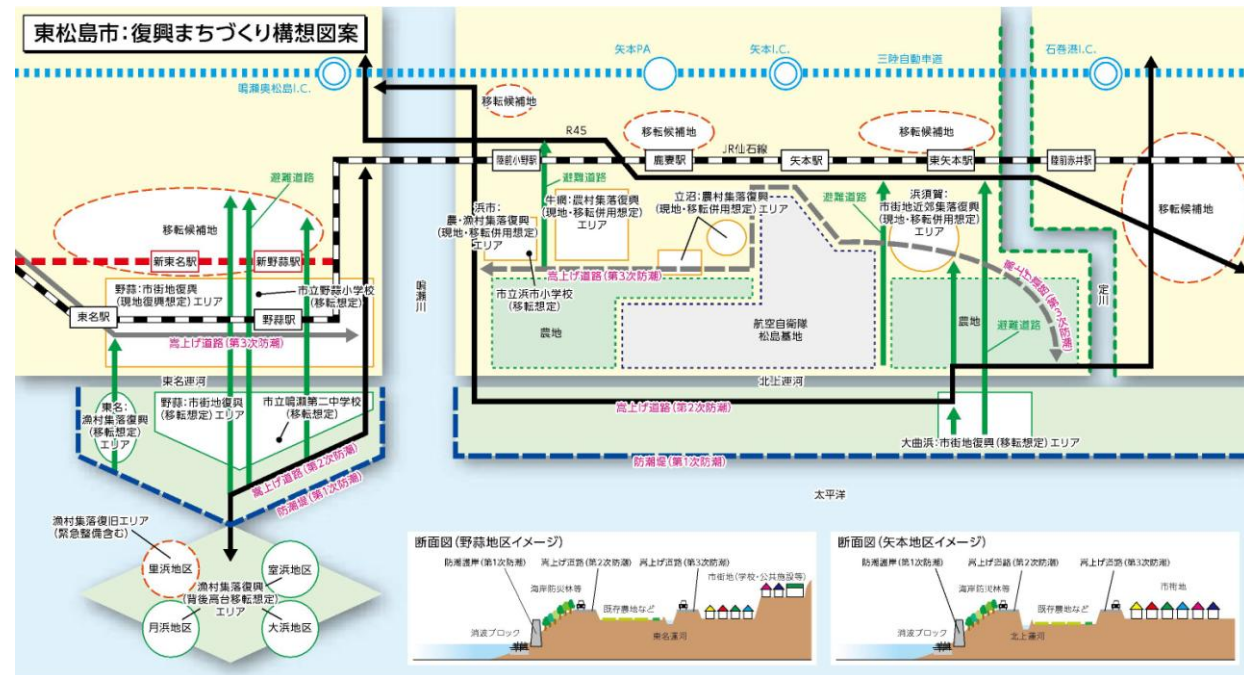 東松島市:復興まちづくり構想図案
矢本PA
矢本I.C.
三陸自動車道
石巻港I.C.
鳴瀬奥松島I.C.
移転候補地
R45
移転候補地
JR仙石線
移転候補地
陸前小野駅
鹿妻駅
矢本駅
東矢本駅
陸前赤井駅
避難道路
移転候補地
新東名駅
新野蒜駅
避難道路
浜市:
農・漁村集落復興
(現地・移転併用想定)
エリア
牛網:農村集落復興
(現地・移転併用想定)
エリア
立沼:農村集落復興
(現地・移転併用想定)エリア
避難道路
浜須賀:
市街地近郊集落復興
(現地・移転併用想定)
エリア
移転候補地
野蒜:市街地復興
(現地復興想定)エリア
市立野蒜小学校
(移転想定)
東名駅
野蒜駅
嵩上げ道路(第3次防潮)
鳴瀬川
嵩上げ道路(第3次防潮)
市立浜市小学校
(移転想定)
農地
航空自衛隊
松島基地
農地
避難道路
定川
東名運河
北上運河
東名:
漁村集落復興
(移転想定)
エリア
野蒜:市街地復興
(移転想定)エリア
市立鳴瀬第二中学校
(移転想定)
嵩上げ道路(第2次防潮)
防潮堤(第1次防潮)
嵩上げ道路(第2次防潮)
大曲浜:市街地復興(移転想定)エリア
防潮堤(第1次防潮)
太平洋
漁村集落復旧エリア
(緊急整備含む)
里浜地区
室浜地区
漁村集落復興
(背後高台移転想定)
エリア
月浜地区
大浜地区
断面図(野蒜地区イメージ)
防潮護岸(第1次防潮)
嵩上げ道路(第2次防潮)
嵩上げ道路(第3次防潮)
市街地(学校・公共施設等)
海岸防災林等
既存農地など
消波ブロック
東名運河
断面図(矢本地区イメージ)
防潮護岸(第1次防潮)
嵩上げ道路(第2次防潮)
嵩上げ道路(第3次防潮)
海岸防災林等
市街地
既存農地など
消波ブロック
北上運河